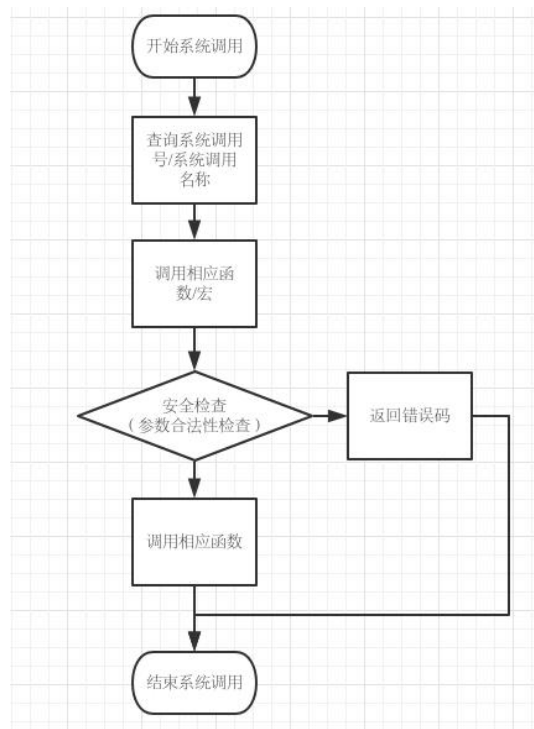 开始系统调用
查询系统调用
号/系统调用
名称
调用相应函
数/宏
安全检查
（参数合法性检查）
返回错误码
调用相应函数
结束系统调用